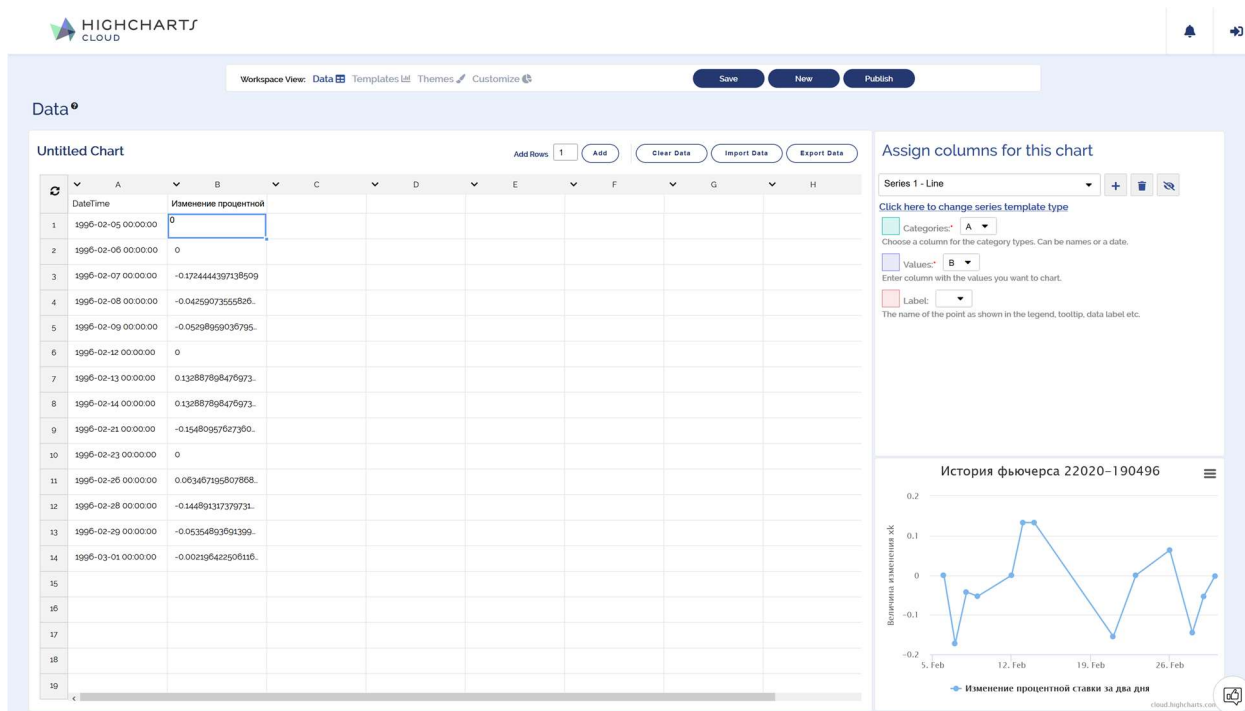 HIGHCHARTS
CLOUD
Workspace View: Data Templates Themes Customize Save New Publish
Data
Untitled Chart Add Rows 1 Add Clear Data Import Data Export Data
A B C D E F G H
DateTime Изменение процентной
1 1996-02-05 00:00:00 0
2 1996-02-06 00:00:00 0
3 1996-02-07 00:00:00 -0.1724444397138509
4 1996-02-08 00:00:00 -0.04259073555826...
5 1996-02-09 00:00:00 -0.05298959036795...
6 1996-02-12 00:00:00 0
7 1996-02-13 00:00:00 0.132887898476973...
8 1996-02-14 00:00:00 0.132887898476973...
9 1996-02-21 00:00:00 -0.15480957627360...
10 1996-02-23 00:00:00 0
11 1996-02-26 00:00:00 0.063467195807868...
12 1996-02-28 00:00:00 -0.144891317379731...
13 1996-02-29 00:00:00 -0.05354893691399...
14 1996-03-01 00:00:00 -0.002196422506116...
15
16
17
18
19
Assign columns for this chart
Series 1 - Line
Click here to change series template type
Categories:* A
Choose a column for the category types. Can be names or a date.
Values:* B
Enter column with the values you want to chart.
Label:
The name of the point as shown in the legend, tooltip, data label etc.
История фьючерса 22020-190496
Величина изменения xk
0.2
0.1
0
-0.1
-0.2
5. Feb 12. Feb 19. Feb 26. Feb
Изменение процентной ставки за два дня
cloud.highcharts.com